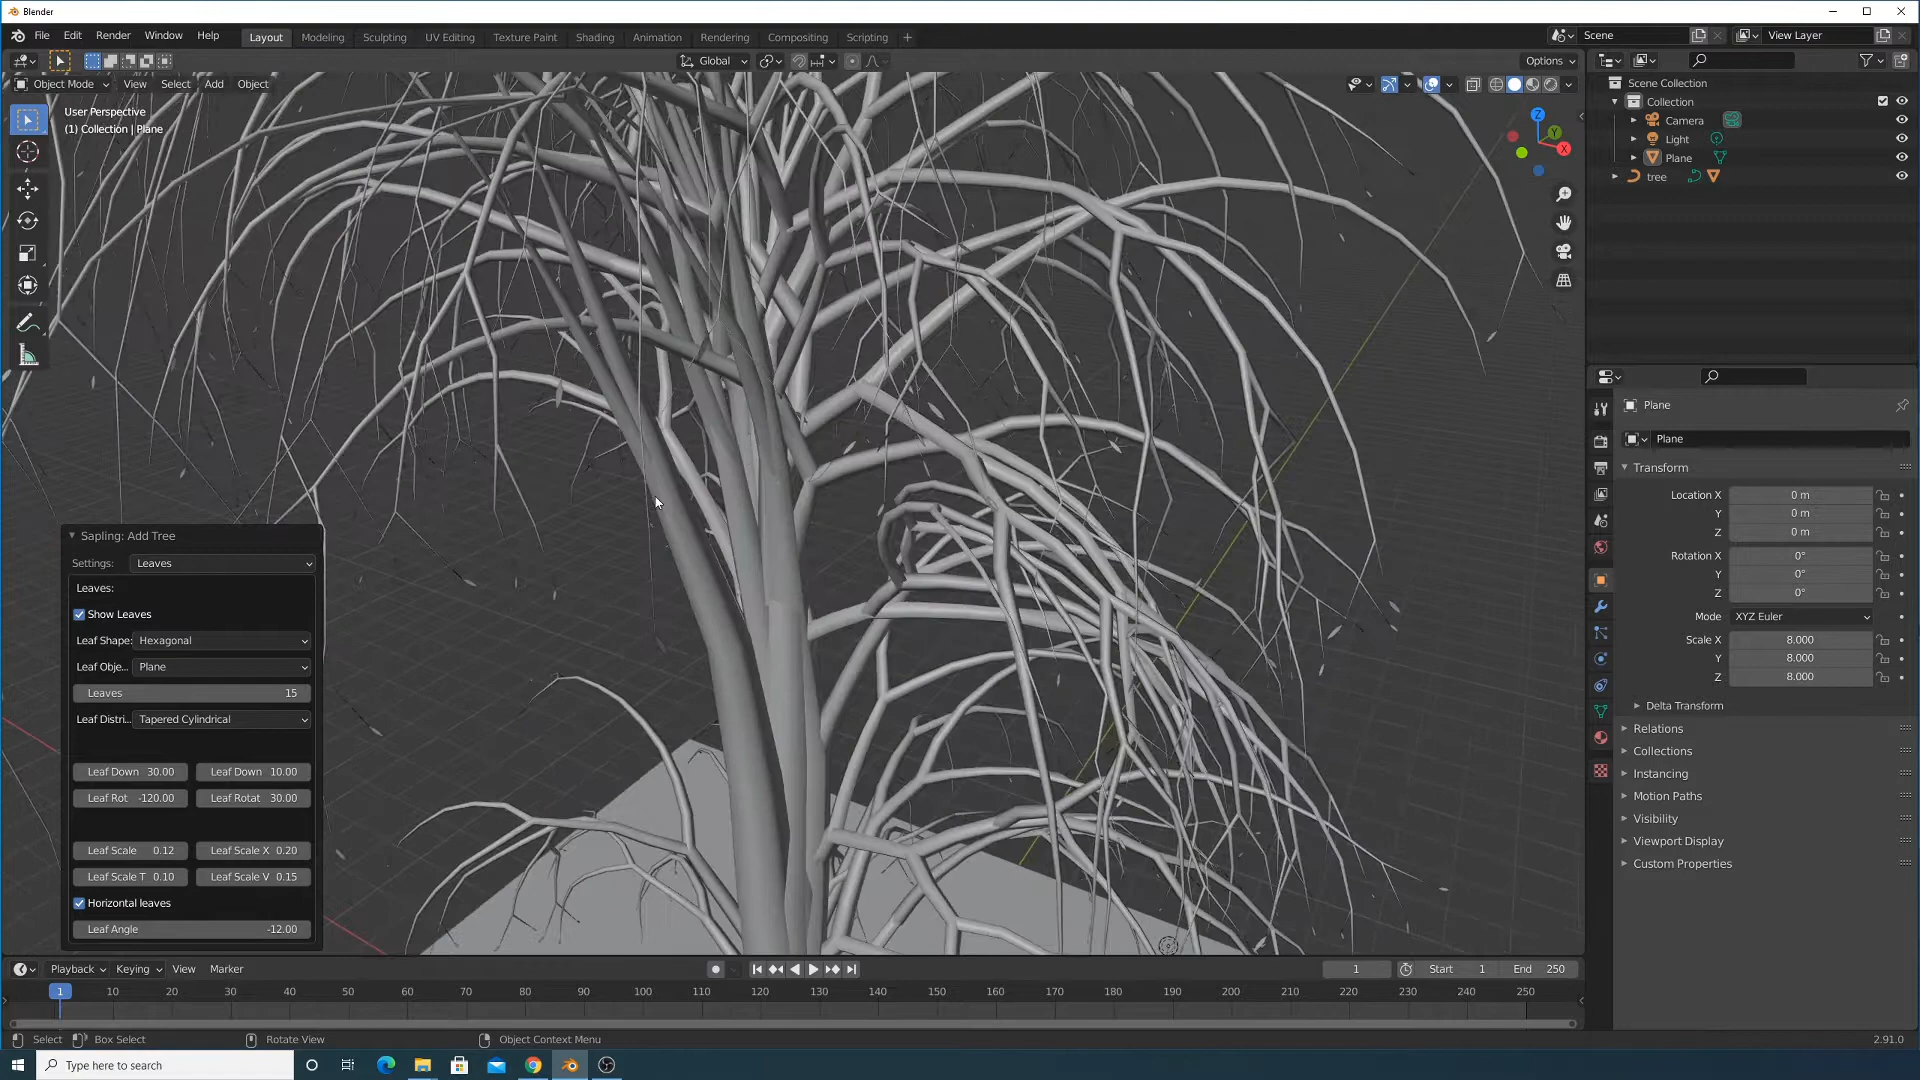 Blender
File Edit Render Window Help
Layout Modeling Sculpting UV Editing Texture Paint Shading Animation Rendering Compositing Scripting +
Scene
View Layer
Global
Options
Object Mode View Select Add Object
User Perspective
(1) Collection | Plane
Z
Y
X
Scene Collection
Collection
Camera
Light
Plane
tree
Plane
Plane
Transform
Location X 0 m
Y 0 m
Z 0 m
Rotation X 0°
Y 0°
Z 0°
Mode XYZ Euler
Scale X 8.000
Y 8.000
Z 8.000
Delta Transform
Relations
Collections
Instancing
Motion Paths
Visibility
Viewport Display
Custom Properties
Sapling: Add Tree
Settings: Leaves
Leaves:
Show Leaves
Leaf Shape: Hexagonal
Leaf Obje... Plane
Leaves 15
Leaf Distri... Tapered Cylindrical
Leaf Down 30.00 Leaf Down 10.00
Leaf Rot -120.00 Leaf Rotat 30.00
Leaf Scale 0.12 Leaf Scale X 0.20
Leaf Scale T 0.10 Leaf Scale V 0.15
Horizontal leaves
Leaf Angle -12.00
Playback Keying View Marker
1 Start 1 End 250
1 10 20 30 40 50 60 70 80 90 100 110 120 130 140 150 160 170 180 190 200 210 220 230 240 250
Select Box Select Rotate View Object Context Menu
2.91.0
Type here to search